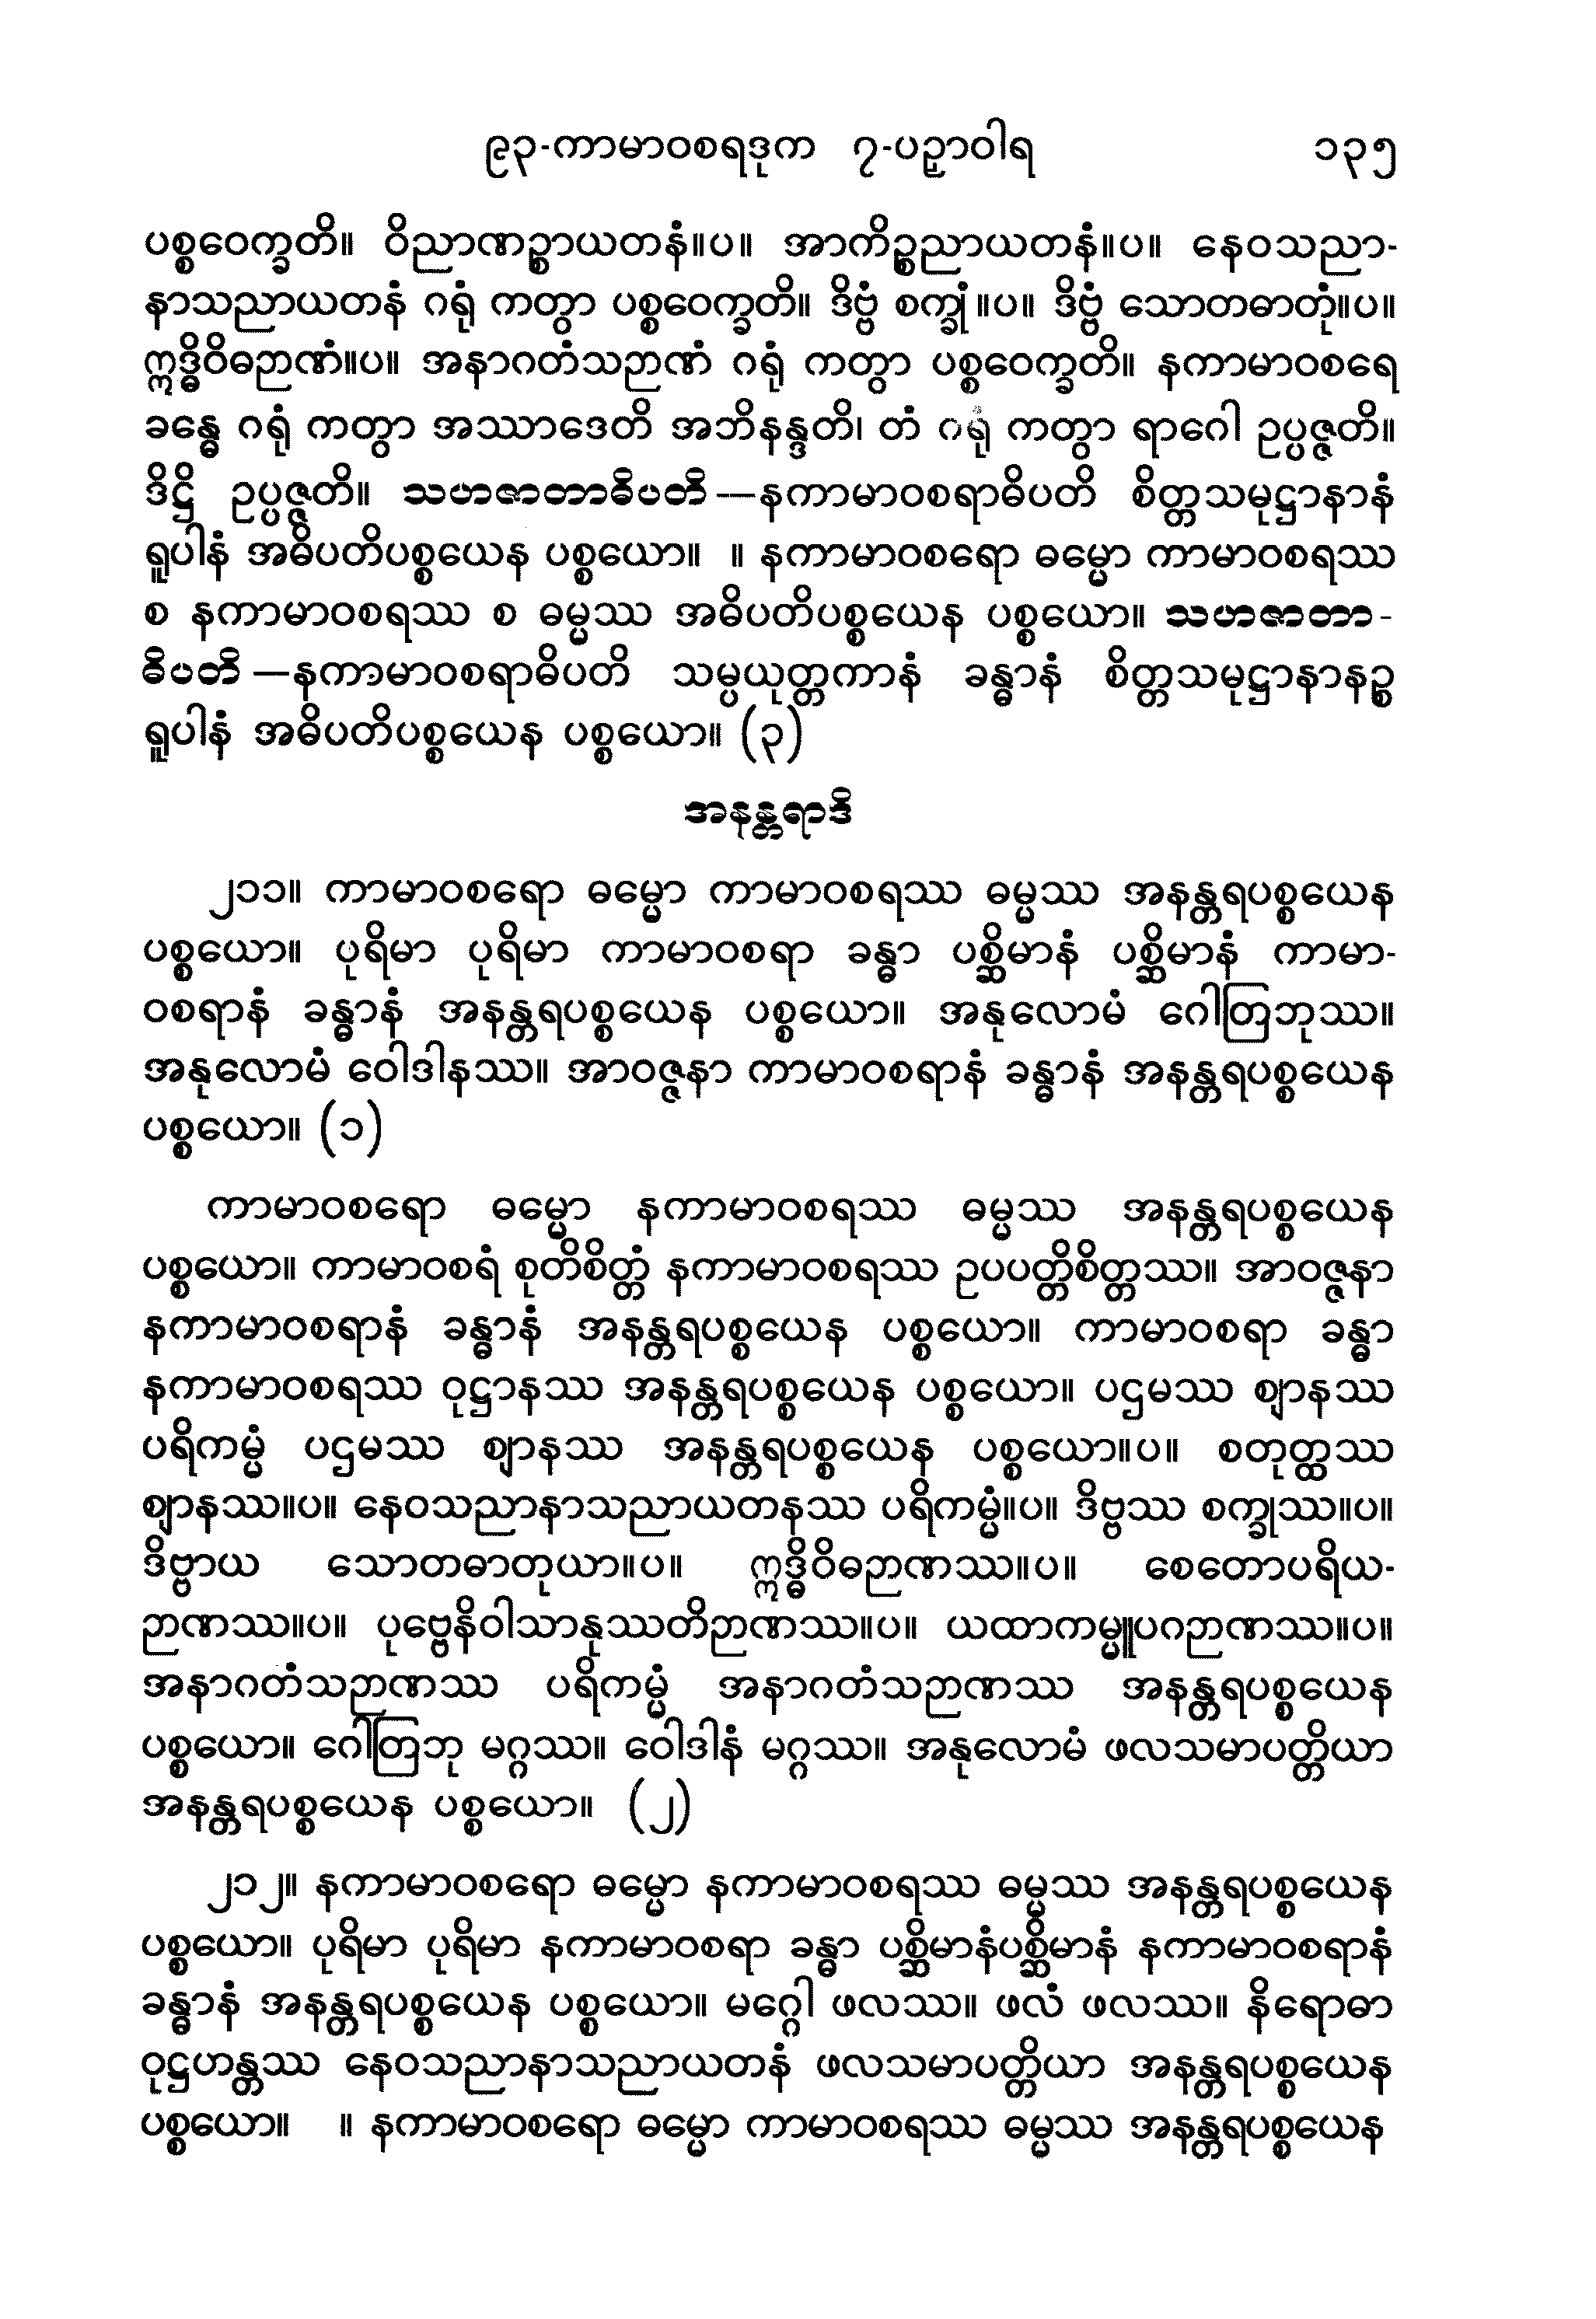 ၉၃-ကာမာဝစရဒုက ၇-ပဉှာဝါရ ၁၃၅
ပစ္စဝေက္ခတိ။ ဝိညာဏဉ္စာယတနံ။ပ။ အာကိဉ္စညာယတနံ။ပ။ နေဝသညာ-
နာသညာယတနံ ဂရုံ ကတွာ ပစ္စဝေက္ခတိ။ ဒိဗ္ဗံ စက္ခုံ။ပ။ ဒိဗ္ဗံ သောတဓာတုံ။ပ။
ဣဒ္ဓိဝိဓဉာဏံ။ပ။ အနာဂတံသဉာဏံ ဂရုံ ကတွာ ပစ္စဝေက္ခတိ။ နကာမာဝစရေ
ခန္ဓေ ဂရုံ ကတွာ အဿာဒေတိ အဘိနန္ဒတိ၊ တံ ဂရုံ ကတွာ ရာဂေါ ဥပ္ပဇ္ဇတိ။
ဒိဋ္ဌိ ဥပ္ပဇ္ဇတိ။ သဟဇာတာဓိပတိ—နကာမာဝစရာဓိပတိ စိတ္တသမုဋ္ဌာနာနံ
ရူပါနံ အဓိပတိပစ္စယေန ပစ္စယော။ ။ နကာမာဝစရော ဓမ္မော ကာမာဝစရဿ
စ နကာမာဝစရဿ စ ဓမ္မဿ အဓိပတိပစ္စယေန ပစ္စယော။ သဟဇာတာ-
ဓိပတိ—နကာမာဝစရာဓိပတိ သမ္ပယုတ္တကာနံ ခန္ဓာနံ စိတ္တသမုဋ္ဌာနာနဉ္စ
ရူပါနံ အဓိပတိပစ္စယေန ပစ္စယော။ (၃)
အနန္တရာဒိ
၂၁၁။ ကာမာဝစရော ဓမ္မော ကာမာဝစရဿ ဓမ္မဿ အနန္တရပစ္စယေန
ပစ္စယော။ ပုရိမာ ပုရိမာ ကာမာဝစရာ ခန္ဓာ ပစ္ဆိမာနံ ပစ္ဆိမာနံ ကာမာ-
ဝစရာနံ ခန္ဓာနံ အနန္တရပစ္စယေန ပစ္စယော။ အနုလောမံ ဂေါတြဘုဿ။
အနုလောမံ ဝေါဒါနဿ။ အာဝဇ္ဇနာ ကာမာဝစရာနံ ခန္ဓာနံ အနန္တရပစ္စယေန
ပစ္စယော။ (၁)
ကာမာဝစရော ဓမ္မော နကာမာဝစရဿ ဓမ္မဿ အနန္တရပစ္စယေန
ပစ္စယော။ ကာမာဝစရံ စုတိစိတ္တံ နကာမာဝစရဿ ဥပပတ္တိစိတ္တဿ။ အာဝဇ္ဇနာ
နကာမာဝစရာနံ ခန္ဓာနံ အနန္တရပစ္စယေန ပစ္စယော။ ကာမာဝစရာ ခန္ဓာ
နကာမာဝစရဿ ဝုဋ္ဌာနဿ အနန္တရပစ္စယေန ပစ္စယော။ ပဌမဿ ဈာနဿ
ပရိကမ္မံ ပဌမဿ ဈာနဿ အနန္တရပစ္စယေန ပစ္စယော။ပ။ စတုတ္ထဿ
ဈာနဿ။ပ။ နေဝသညာနာသညာယတနဿ ပရိကမ္မံ။ပ။ ဒိဗ္ဗဿ စက္ခုဿ။ပ။
ဒိဗ္ဗာယ သောတဓာတုယာ။ပ။ ဣဒ္ဓိဝိဓဉာဏဿ။ပ။ စေတောပရိယ-
ဉာဏဿ။ပ။ ပုဗ္ဗေနိဝါသာနုဿတိဉာဏဿ။ပ။ ယထာကမ္မူပဂဉာဏဿ။ပ။
အနာဂတံသဉာဏဿ ပရိကမ္မံ အနာဂတံသဉာဏဿ အနန္တရပစ္စယေန
ပစ္စယော။ ဂေါတြဘု မဂ္ဂဿ။ ဝေါဒါနံ မဂ္ဂဿ။ အနုလောမံ ဖလသမာပတ္တိယာ
အနန္တရပစ္စယေန ပစ္စယော။ (၂)
၂၁၂။ နကာမာဝစရော ဓမ္မော နကာမာဝစရဿ ဓမ္မဿ အနန္တရပစ္စယေန
ပစ္စယော။ ပုရိမာ ပုရိမာ နကာမာဝစရာ ခန္ဓာ ပစ္ဆိမာနံပစ္ဆိမာနံ နကာမာဝစရာနံ
ခန္ဓာနံ အနန္တရပစ္စယေန ပစ္စယော။ မဂ္ဂေါ ဖလဿ။ ဖလံ ဖလဿ။ နိရောဓာ
ဝုဋ္ဌဟန္တဿ နေဝသညာနာသညာယတနံ ဖလသမာပတ္တိယာ အနန္တရပစ္စယေန
ပစ္စယော။ ။ နကာမာဝစရော ဓမ္မော ကာမာဝစရဿ ဓမ္မဿ အနန္တရပစ္စယေန